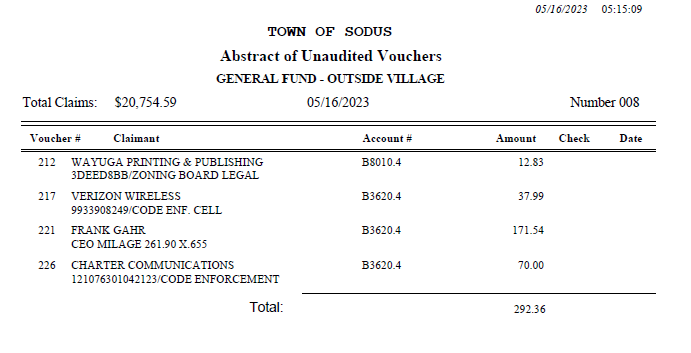 05/16/2023 05:15:09
TOWN OF SODUS
Abstract of Unaudited Vouchers
GENERAL FUND - OUTSIDE VILLAGE
Total Claims: $20,754.59 05/16/2023 Number 008
Voucher # Claimant Account # Amount Check Date
212 WAYUGA PRINTING & PUBLISHING B8010.4 12.83
3DEED8BB/ZONING BOARD LEGAL
217 VERIZON WIRELESS B3620.4 37.99
9933908249/CODE ENF. CELL
221 FRANK GAHR B3620.4 171.54
CEO MILAGE 261.90 X.655
226 CHARTER COMMUNICATIONS B3620.4 70.00
121076301042123/CODE ENFORCEMENT
Total: 292.36